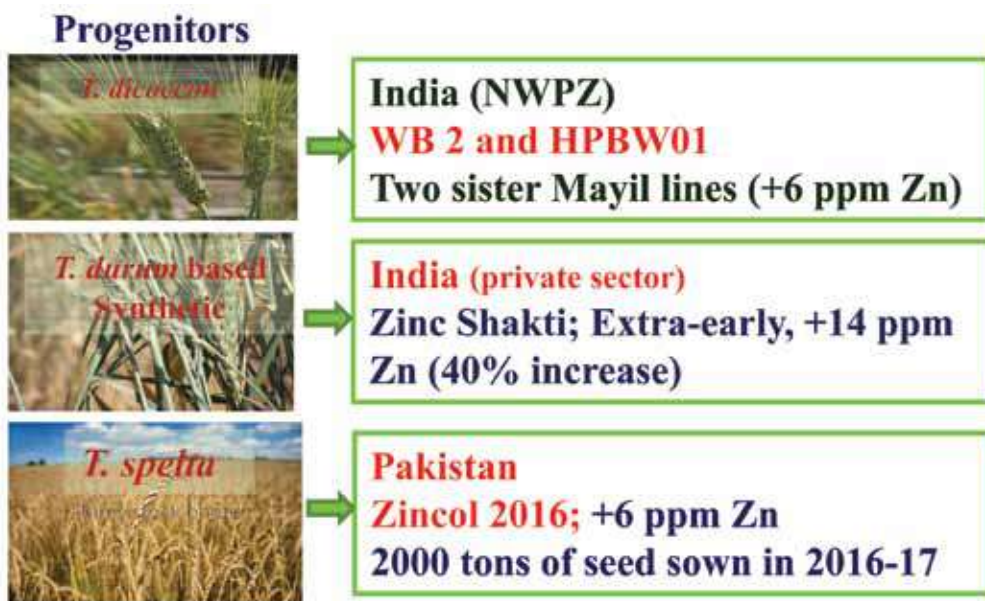 Progenitors
T. dicoccon
India (NWPZ)
WB 2 and HPBW01
Two sister Mayil lines (+6 ppm Zn)
T. durum based
Synthetic
India (private sector)
Zinc Shakti; Extra-early, +14 ppm
Zn (40% increase)
T. spelta
Pakistan
Zincol 2016; +6 ppm Zn
2000 tons of seed sown in 2016-17